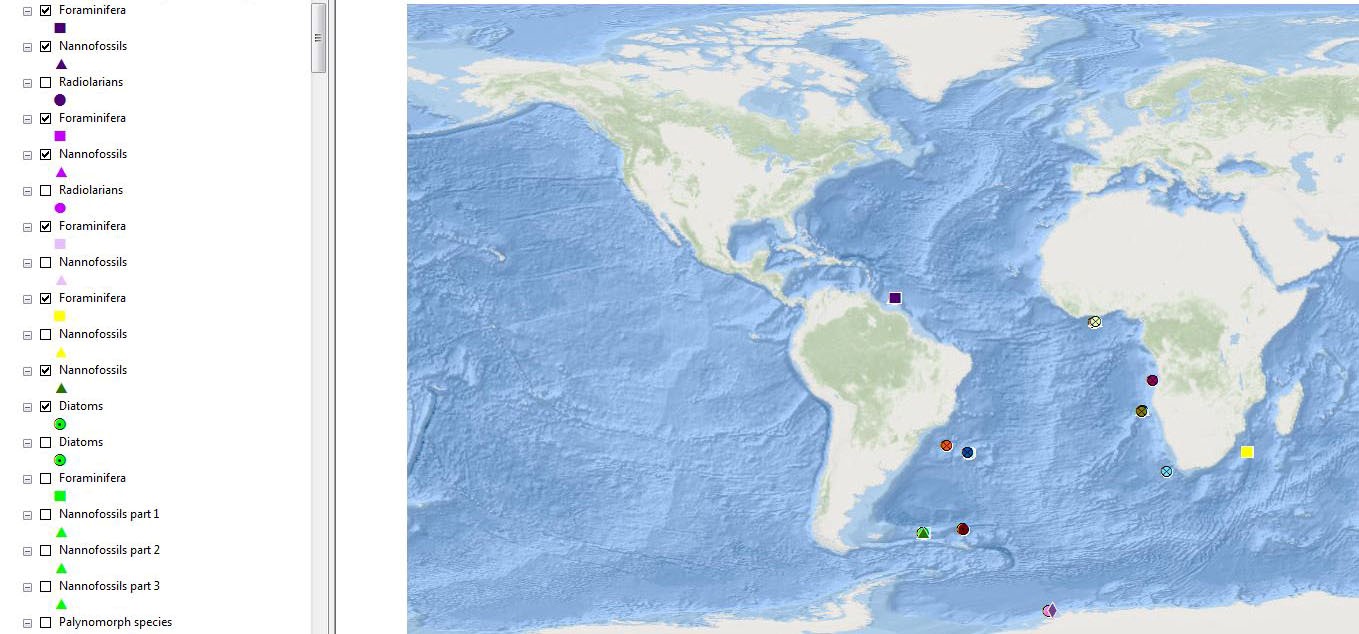 Foraminifera
Nannofossils
Radiolarians
Foraminifera
Nannofossils
Radiolarians
Foraminifera
Nannofossils
Foraminifera
Nannofossils
Nannofossils
Diatoms
Diatoms
Foraminifera
Nannofossils part 1
Nannofossils part 2
Nannofossils part 3
Palynomorph species